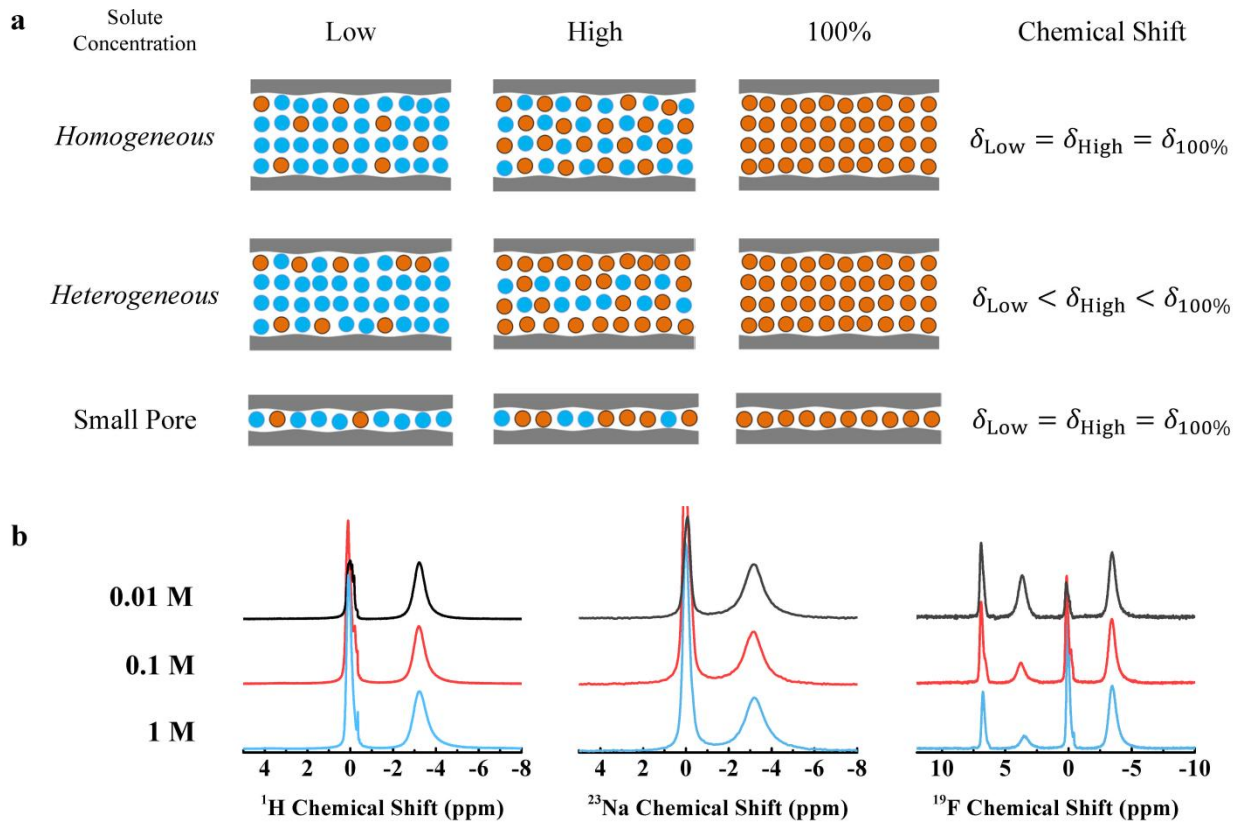 a
Solute
Concentration
Low
High
100%
Chemical Shift
Homogeneous
δLow = δHigh = δ100%
Heterogeneous
δLow < δHigh < δ100%
Small Pore
δLow = δHigh = δ100%
b
0.01 M
0.1 M
1 M
4 2 0 -2 -4 -6 -8
¹H Chemical Shift (ppm)
4 2 0 -2 -4 -6 -8
²³Na Chemical Shift (ppm)
10 5 0 -5 -10
¹⁹F Chemical Shift (ppm)